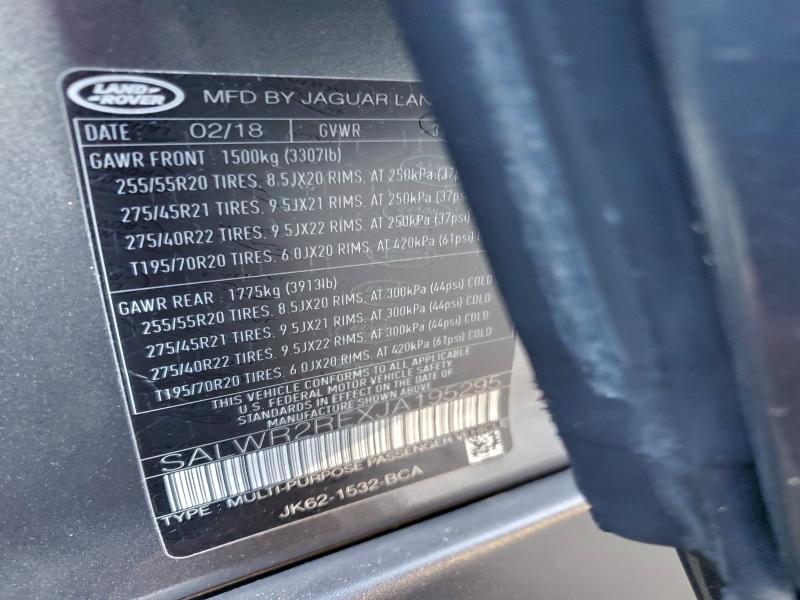 LAND ROVER
MFD BY JAGUAR LAN
DATE : 02/18 GVWR
GAWR FRONT : 1500kg (3307lb)
255/55R20 TIRES. 8.5JX20 RIMS. AT 250kPa (37p
275/45R21 TIRES. 9.5JX21 RIMS. AT 250kPa (37ps
275/40R22 TIRES. 9.5JX22 RIMS. AT 250kPa (37psi)
T195/70R20 TIRES. 6.0JX20 RIMS. AT 420kPa (61psi)
GAWR REAR : 1775kg (3913lb)
255/55R20 TIRES. 8.5JX20 RIMS. AT 300kPa (44psi) COLD
275/45R21 TIRES. 9.5JX21 RIMS. AT 300kPa (44psi) COLD
275/40R22 TIRES. 9.5JX22 RIMS. AT 300kPa (44psi) COLD
T195/70R20 TIRES. 6.0JX20 RIMS. AT 420kPa (61psi) COLD
THIS VEHICLE CONFORMS TO ALL APPLICABLE
U.S. FEDERAL MOTOR VEHICLE SAFETY
STANDARDS IN EFFECT ON DATE OF
MANUFACTURE SHOWN ABOVE
SALWR2REXJA195295
TYPE : MULTI-PURPOSE PASSENGER VEHICLE
JK62-1532-BCA